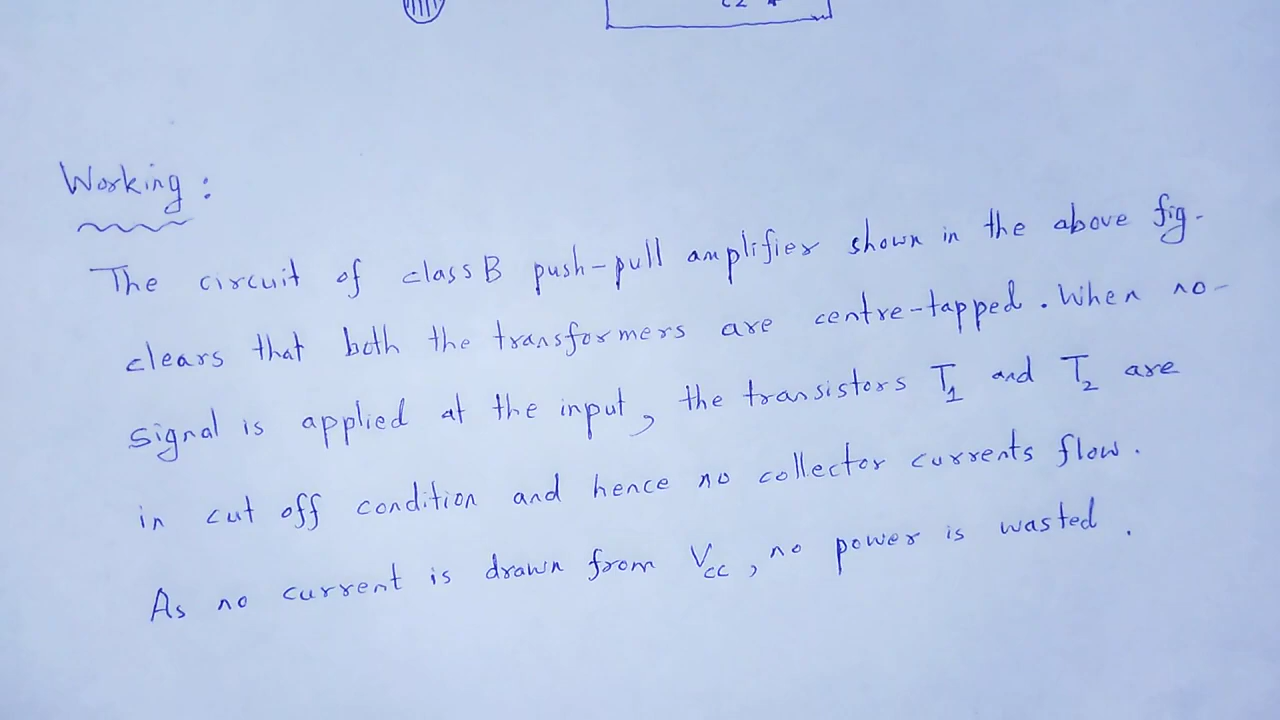 Working :
The circuit of class B push-pull amplifier shown in the above fig.
clears that both the transformers are centre-tapped. When no-
signal is applied at the input, the transistors T1 and T2 are
in cut off condition and hence no collector currents flow.
As no current is drawn from Vcc, no power is wasted.